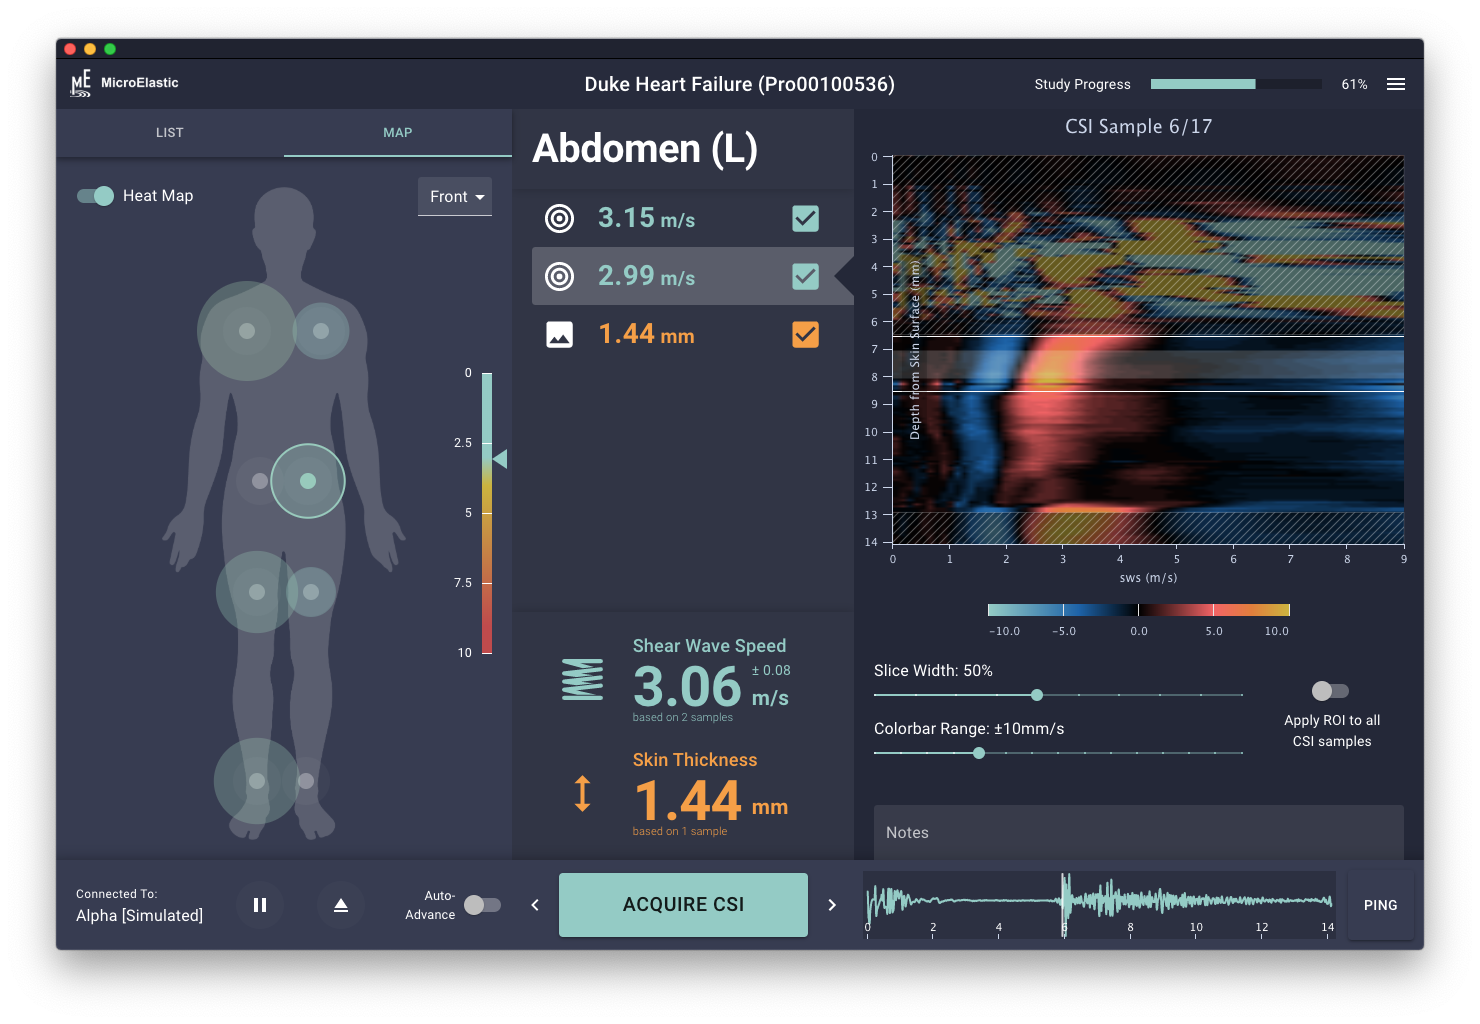 ME MicroElastic
Duke Heart Failure (Pro00100536)
Study Progress
61%
LIST
MAP
Heat Map
Front
0
2.5
5
7.5
10
Abdomen (L)
3.15 m/s
2.99 m/s
1.44 mm
Shear Wave Speed
3.06 m/s
± 0.08
based on 2 samples
Skin Thickness
1.44 mm
based on 1 sample
CSI Sample 6/17
0
1
2
3
4
5
6
7
8
9
10
11
12
13
14
Depth from Skin Surface (mm)
0 1 2 3 4 5 6 7 8 9
sws (m/s)
−10.0 −5.0 0.0 5.0 10.0
Slice Width: 50%
Colorbar Range: ±10mm/s
Apply ROI to all
CSI samples
Notes
Connected To:
Alpha [Simulated]
Auto-
Advance
ACQUIRE CSI
0 2 4 6 8 10 12 14
PING